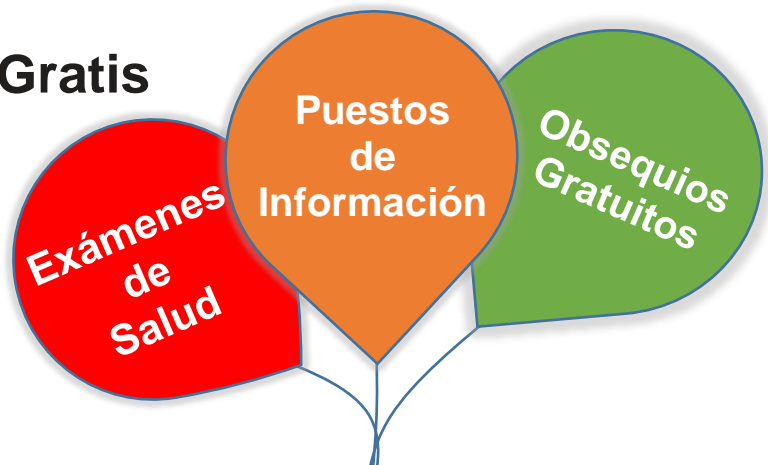 Gratis
Exámenes
de
Salud
Puestos
de
Información
Obsequios
Gratuitos